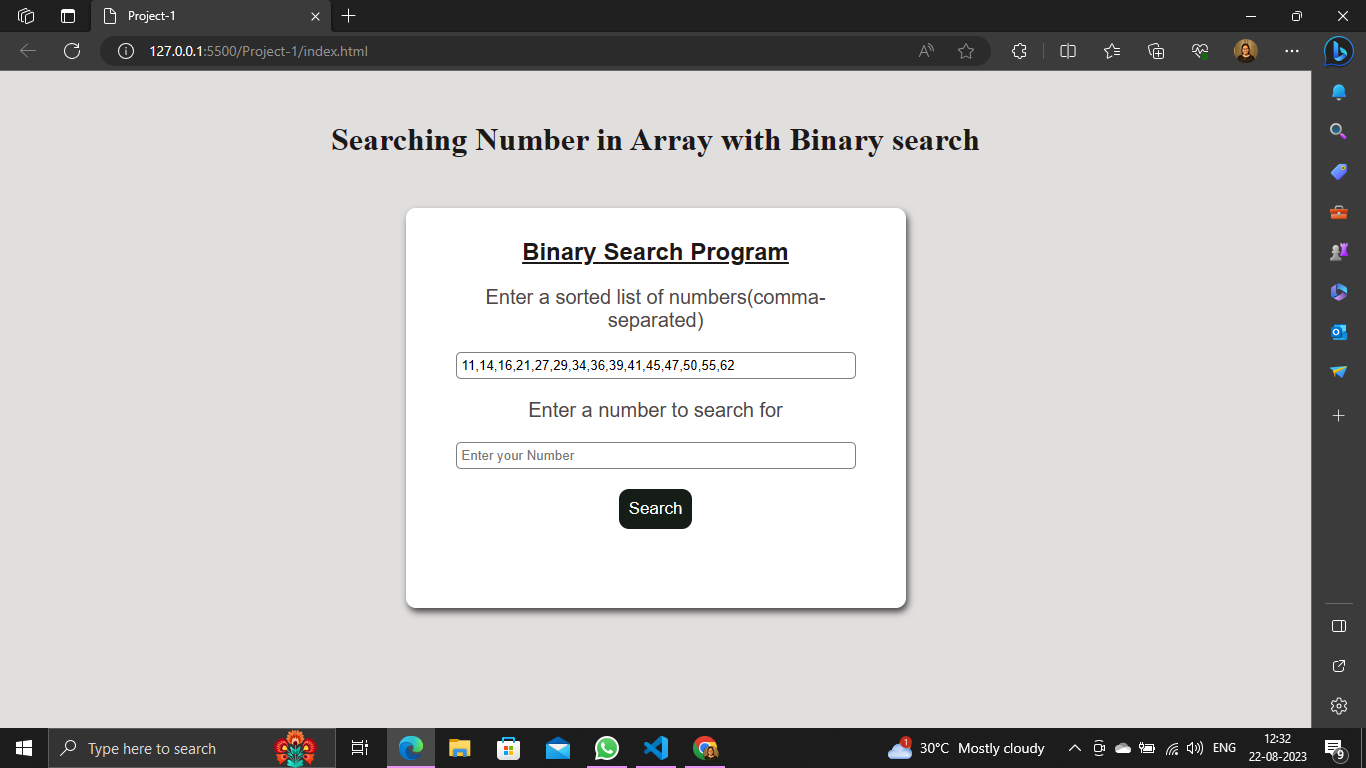 Project-1
127.0.0.1:5500/Project-1/index.html
Searching Number in Array with Binary search
Binary Search Program
Enter a sorted list of numbers(comma-
separated)
11,14,16,21,27,29,34,36,39,41,45,47,50,55,62
Enter a number to search for
Enter your Number
Search
Type here to search
1
30°C Mostly cloudy
ENG
12:32
22-08-2023
9